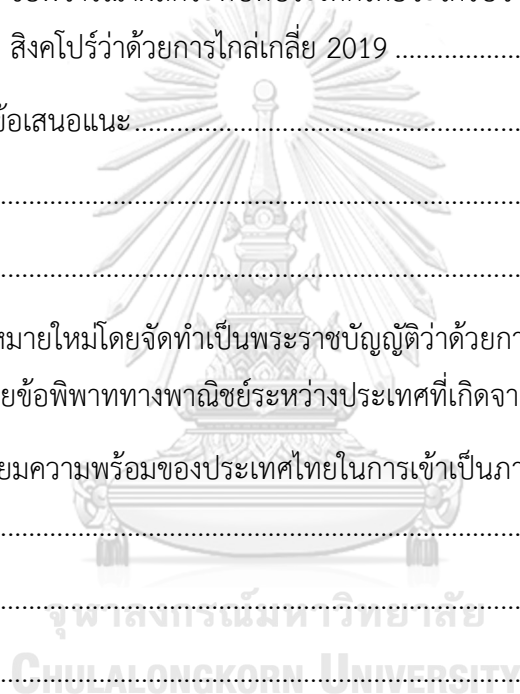 สิงคโปร์ว่าด้วยการไกล่เกลี่ย 2019 ..................
ข้อเสนอแนะ..................................................
..................................................................
..................................................................
หมายใหม่โดยจัดทำเป็นพระราชบัญญัติว่าด้วยกา
ยข้อพิพาททางพาณิชย์ระหว่างประเทศที่เกิดจา
ยมความพร้อมของประเทศไทยในการเข้าเป็นภา
..................................................................
..................................................................
จุฬาลงกรณ์มหาวิทยาลัย
..................................................................
CHULALONGKORN UNIVERSITY